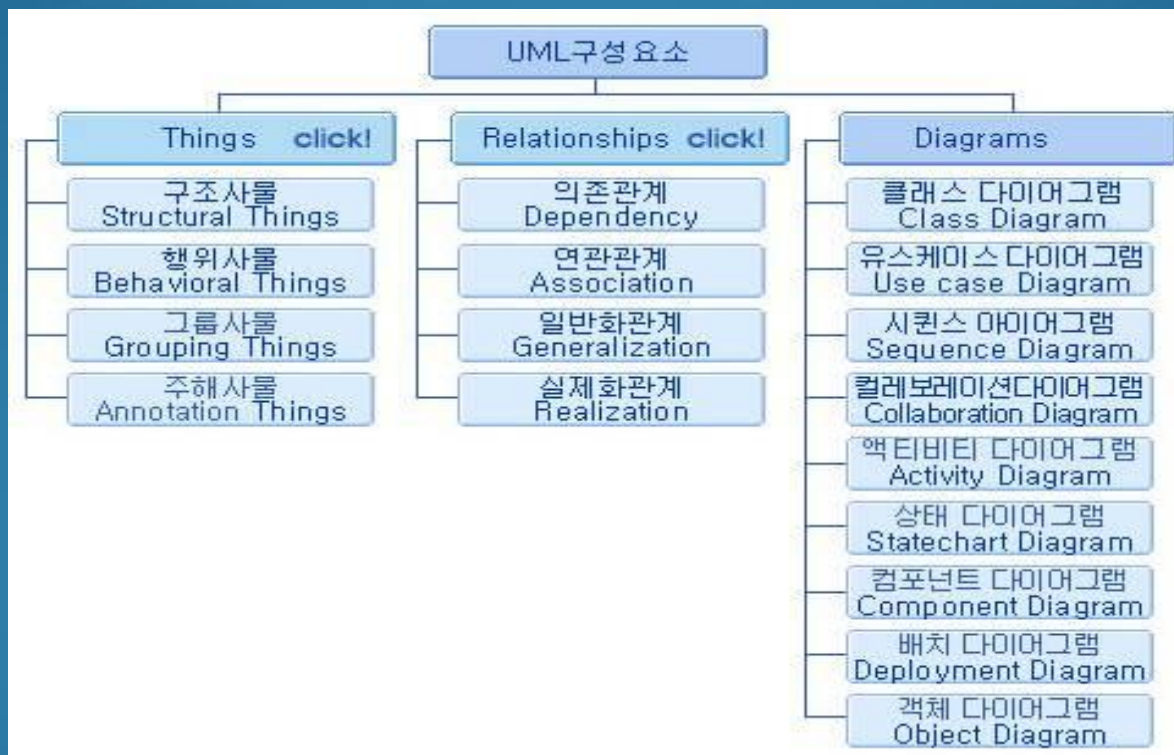 UML구성요소
Things click!
구조사물
Structural Things
행위사물
Behavioral Things
그룹사물
Grouping Things
주해사물
Annotation Things
Relationships click!
의존관계
Dependency
연관관계
Association
일반화관계
Generalization
실제화관계
Realization
Diagrams
클래스 다이어그램
Class Diagram
유스케이스 다이어그램
Use case Diagram
시퀀스 아이어그램
Sequence Diagram
컬레보레이션다이어그램
Collaboration Diagram
액티비티 다이어그램
Activity Diagram
상태 다이어그램
Statechart Diagram
컴포넌트 다이어그램
Component Diagram
배치 다이어그램
Deployment Diagram
객체 다이어그램
Object Diagram